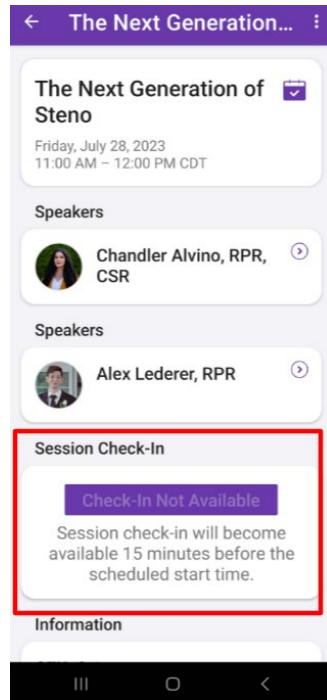 The Next Generation...
The Next Generation of
Steno
Friday, July 28, 2023
11:00 AM – 12:00 PM CDT
Speakers
Chandler Alvino, RPR,
CSR
Speakers
Alex Lederer, RPR
Session Check-In
Check-In Not Available
Session check-in will become
available 15 minutes before the
scheduled start time.
Information